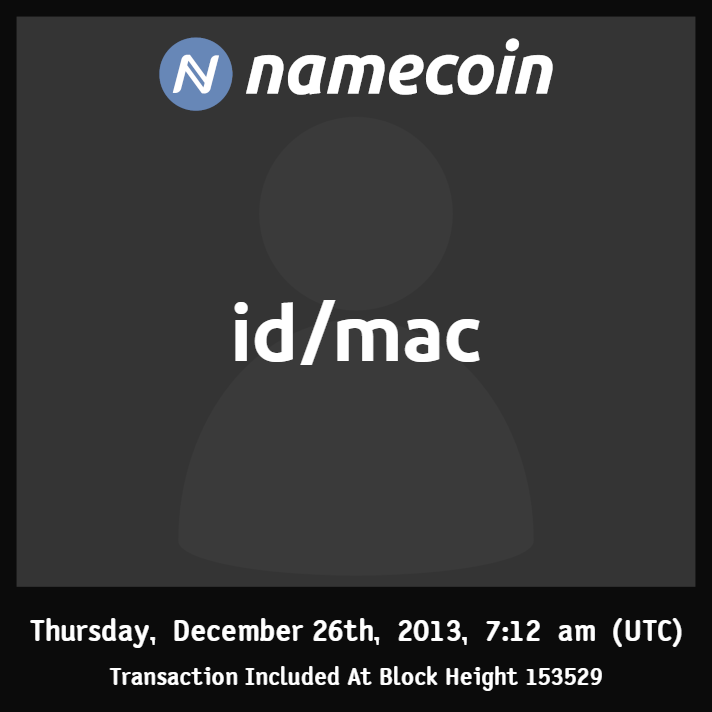 namecoin
id/mac
Thursday, December 26th, 2013, 7:12 am (UTC)
Transaction Included At Block Height 153529